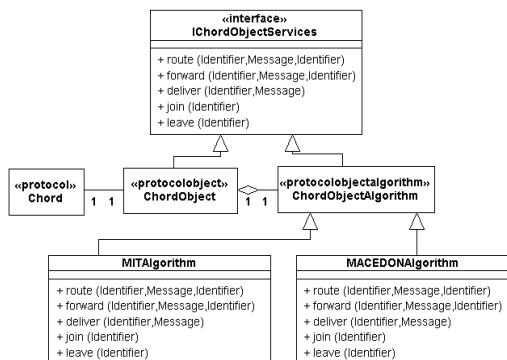 «interface»
IChordObjectServices
+ route (Identifier,Message,Identifier)
+ forward (Identifier,Message,Identifier)
+ deliver (Identifier,Message)
+ join (Identifier)
+ leave (Identifier)
«protocol»
Chord
1 1
«protocolobject»
ChordObject
1 1
«protocolobjectalgorithm»
ChordObjectAlgorithm
MITAlgorithm
+ route (Identifier,Message,Identifier)
+ forward (Identifier,Message,Identifier)
+ deliver (Identifier,Message)
+ join (Identifier)
+ leave (Identifier)
MACEDONAlgorithm
+ route (Identifier,Message,Identifier)
+ forward (Identifier,Message,Identifier)
+ deliver (Identifier,Message)
+ join (Identifier)
+ leave (Identifier)